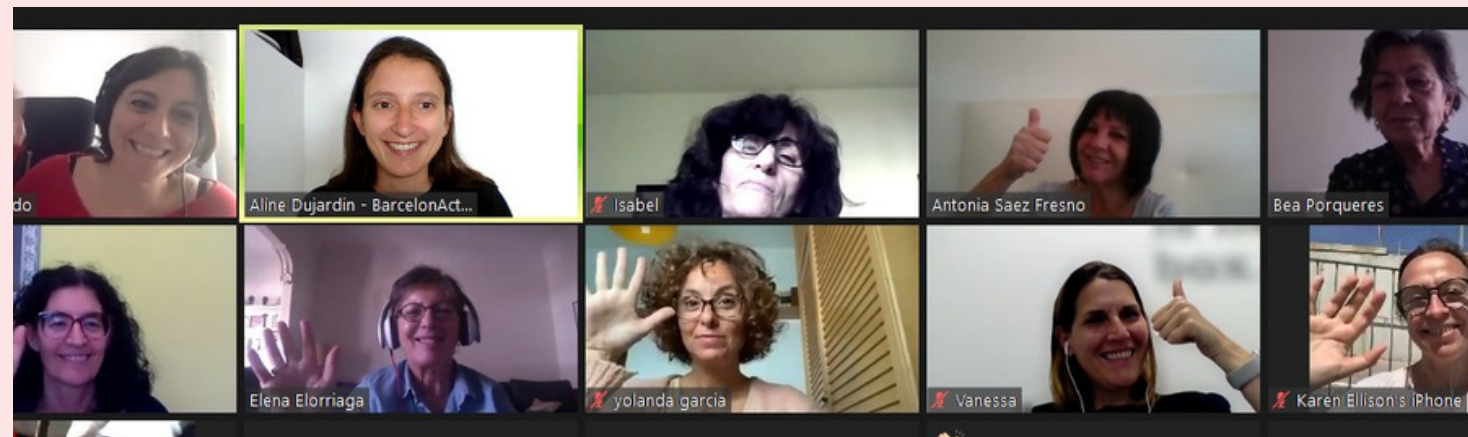 do
Aline Dujardin - BarcelonAct...
Isabel
Antonia Saez Fresno
Bea Porqueres
Elena Elorriaga
yolanda garcia
Vanessa
Karen Ellison's iPhone